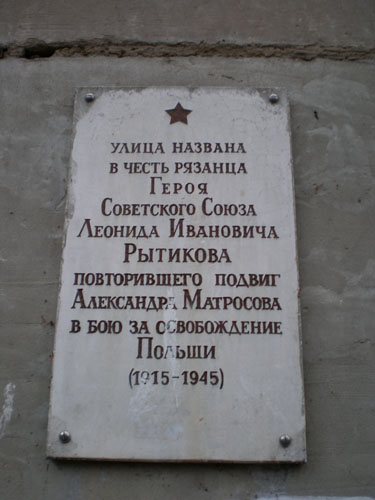 УЛИЦА НАЗВАНА
В ЧЕСТЬ РЯЗАНЦА
ГЕРОЯ
СОВЕТСКОГО СОЮЗА
ЛЕОНИДА ИВАНОВИЧА
РЫТИКОВА
ПОВТОРИВШЕГО ПОДВИГ
АЛЕКСАНДРА МАТРОСОВА
В БОЮ ЗА ОСВОБОЖДЕНИЕ
ПОЛЬШИ
(1915-1945)